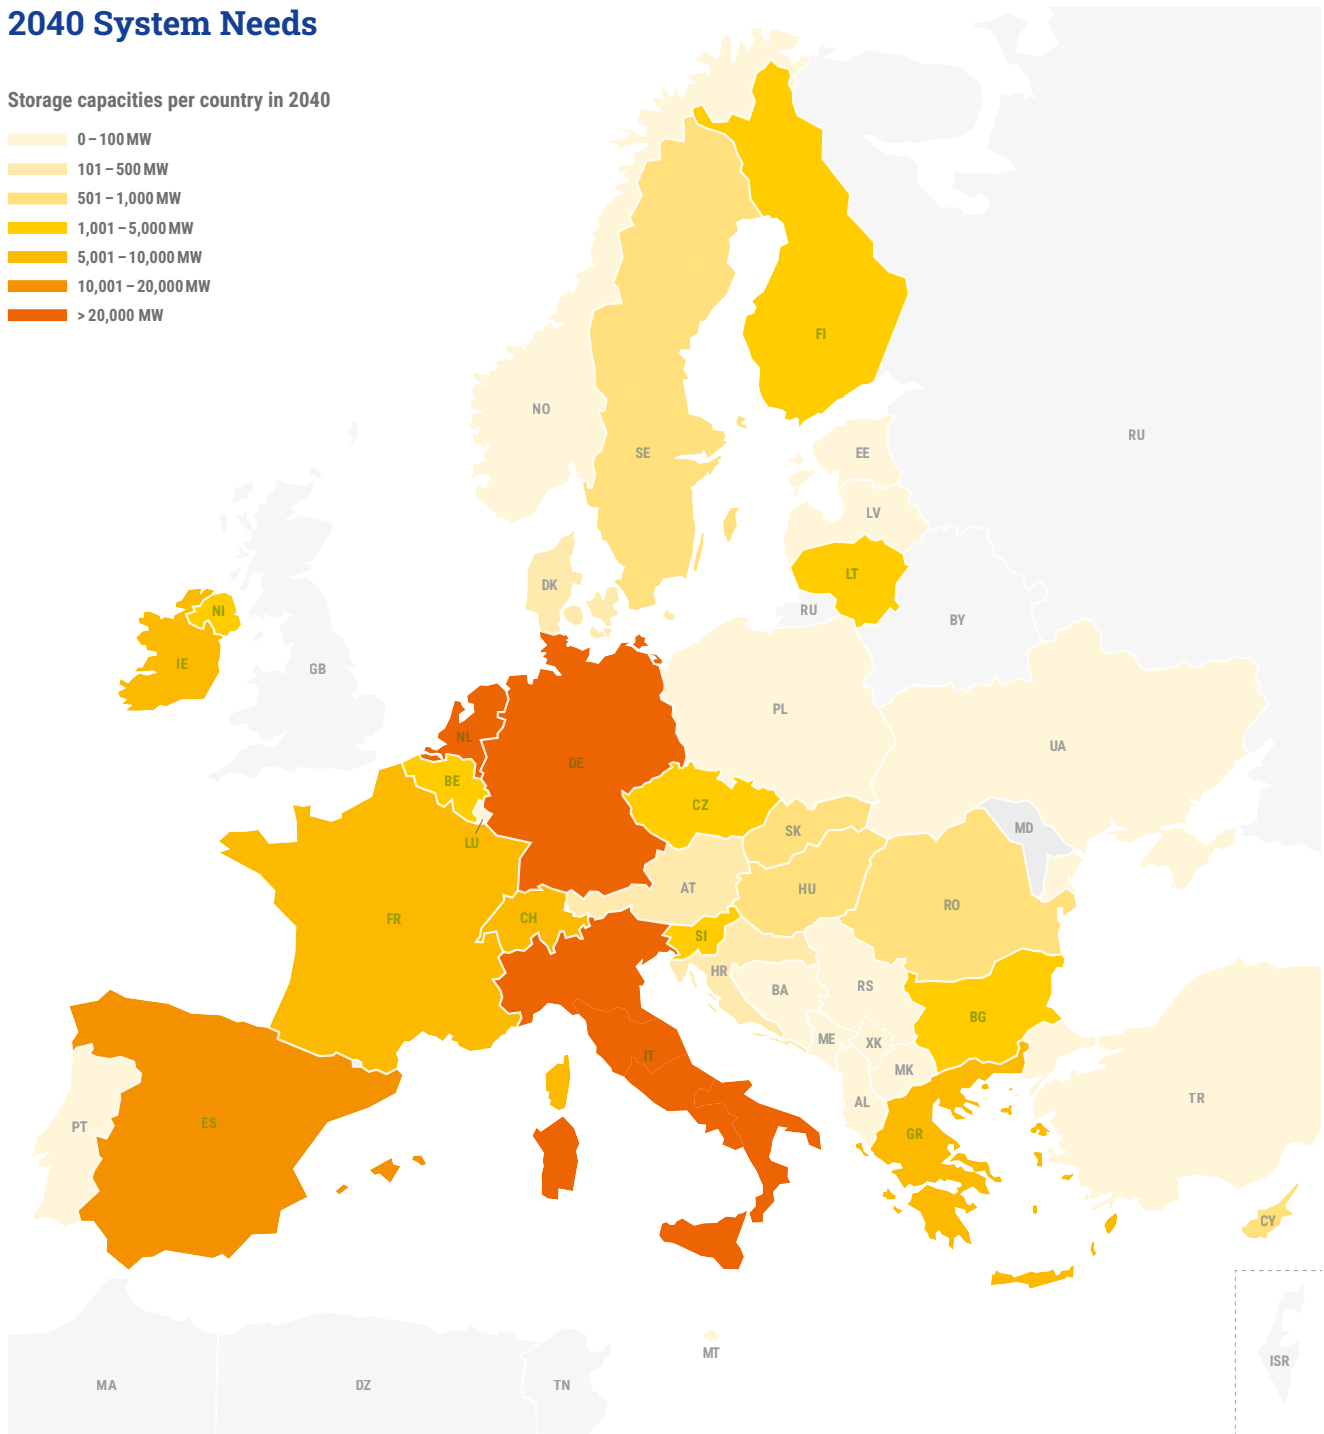 2040 System Needs
Storage capacities per country in 2040
0 – 100 MW
101 – 500 MW
501 – 1,000 MW
1,001 – 5,000 MW
5,001 – 10,000 MW
10,001 – 20,000 MW
> 20,000 MW
FI
NO
RU
SE
EE
LV
LT
DK
NI
RU
BY
IE
GB
PL
NL
UA
DE
BE
CZ
MD
SK
LU
AT
HU
RO
FR
CH
SI
HR
RS
BA
BG
ME
XK
IT
MK
TR
AL
ES
PT
GR
CY
MT
ISR
MA
DZ
TN